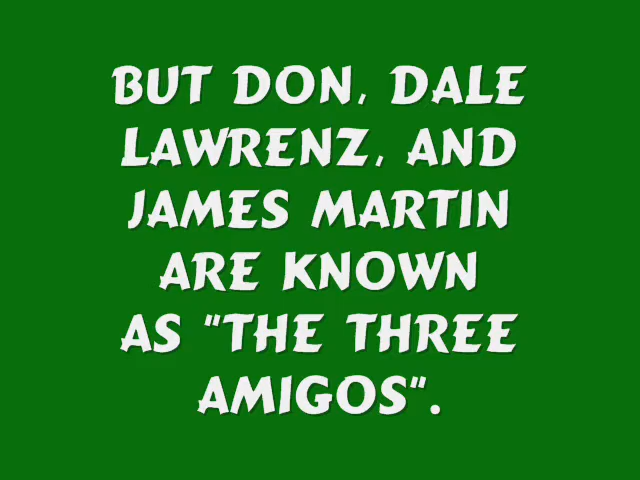 BUT DON, DALE
LAWRENZ, AND
JAMES MARTIN
ARE KNOWN
AS "THE THREE
AMIGOS".